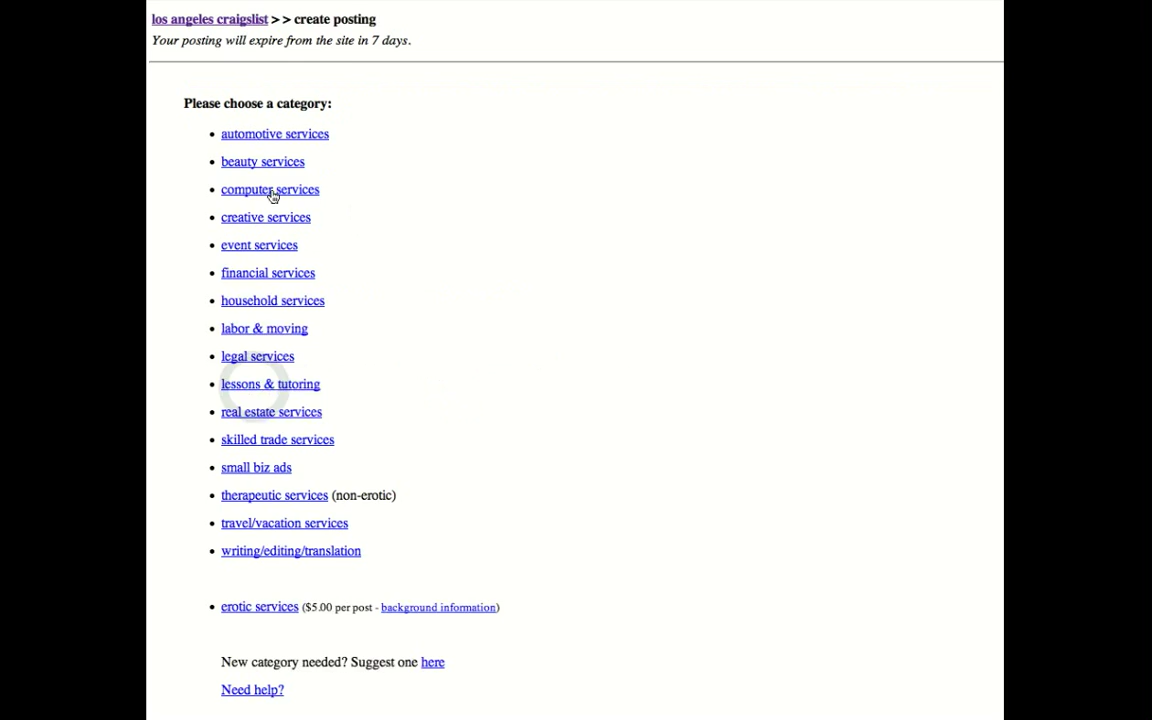 los angeles craigslist > > create posting
Your posting will expire from the site in 7 days.
Please choose a category:
automotive services
beauty services
computer services
creative services
event services
financial services
household services
labor & moving
legal services
lessons & tutoring
real estate services
skilled trade services
small biz ads
therapeutic services (non-erotic)
travel/vacation services
writing/editing/translation
erotic services ($5.00 per post - background information)
New category needed? Suggest one here
Need help?